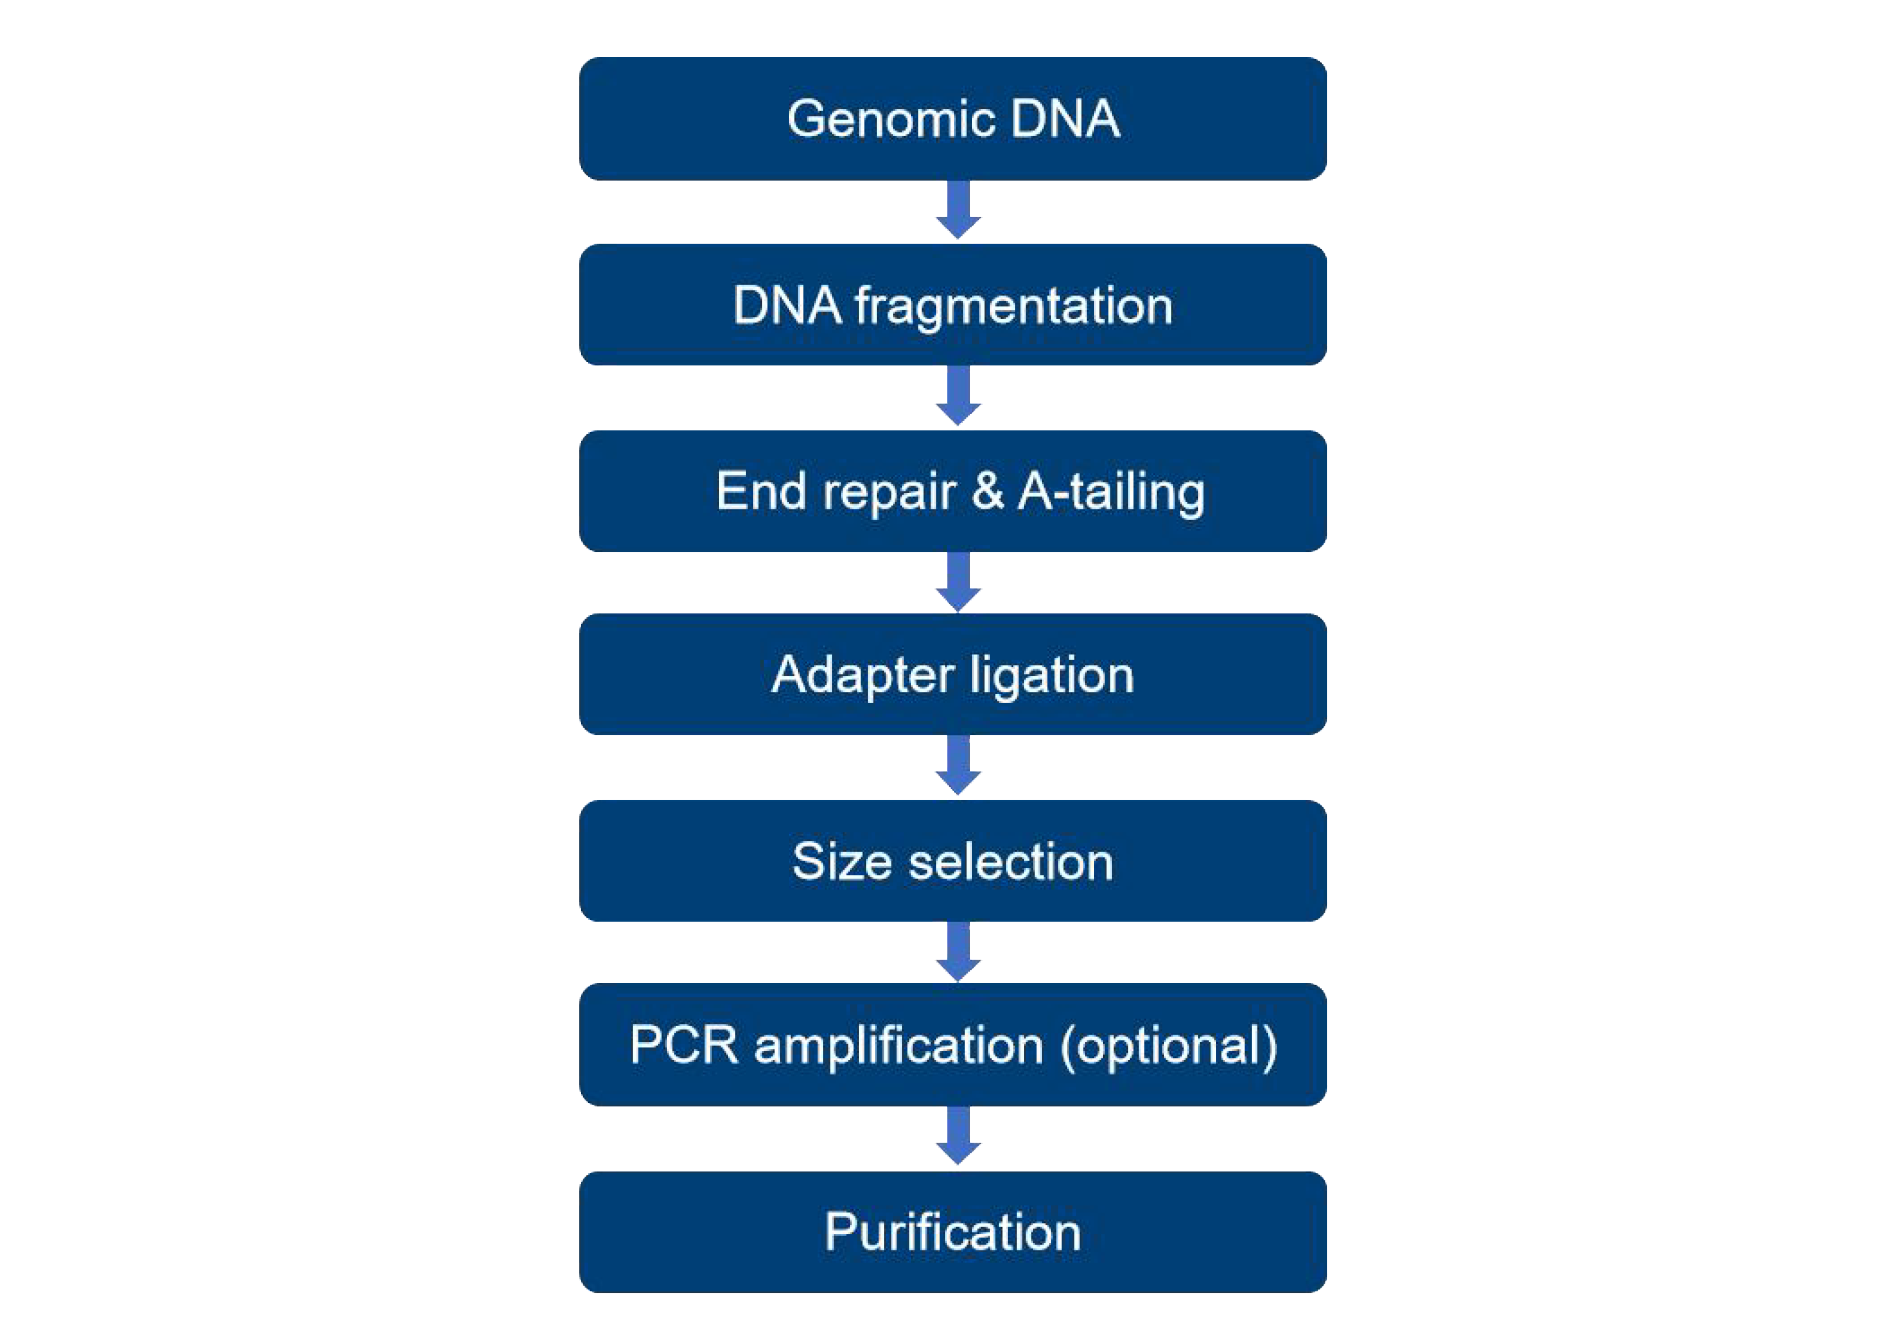 Genomic DNA
DNA fragmentation
End repair & A-tailing
Adapter ligation
Size selection
PCR amplification (optional)
Purification